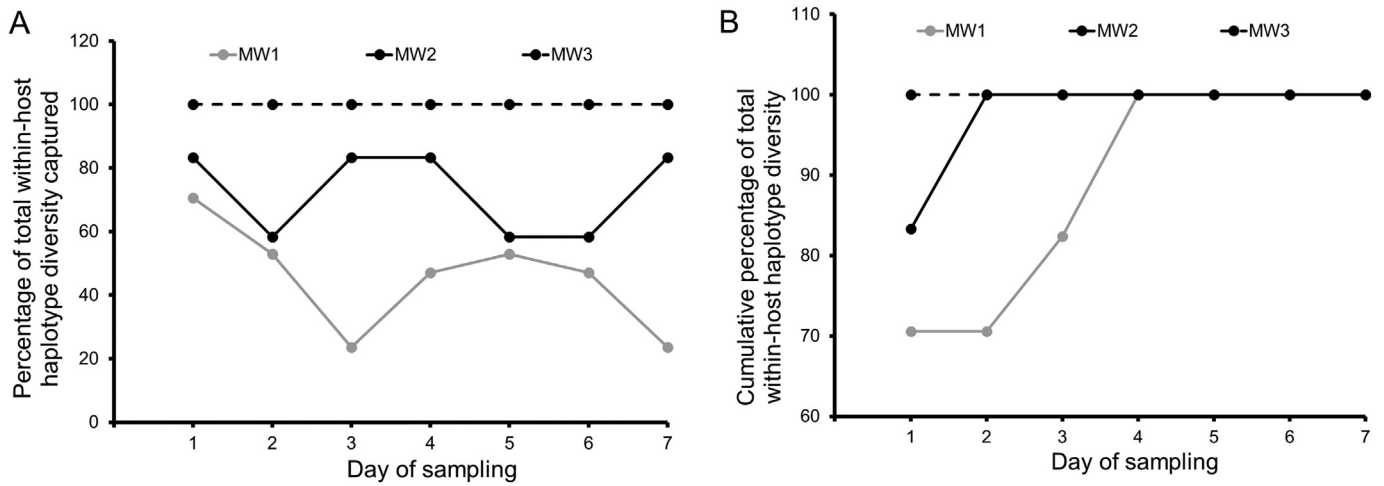 A
Percentage of total within-host
haplotype diversity captured
120
100
80
60
40
20
0
MW1 MW2 MW3
1 2 3 4 5 6 7
Day of sampling
B
Cumulative percentage of total
within-host haplotype diversity
110
100
90
80
70
60
MW1 MW2 MW3
1 2 3 4 5 6 7
Day of sampling